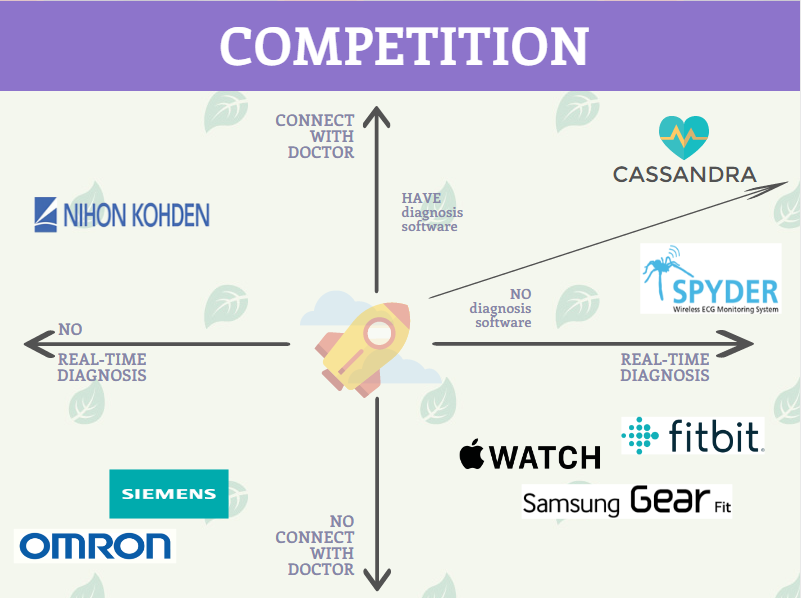 COMPETITION
CONNECT
WITH
DOCTOR
CASSANDRA
HAVE
diagnosis
software
NIHON KOHDEN
SPYDER
Wireless ECG Monitoring System
NO
diagnosis
software
NO
REAL-TIME
DIAGNOSIS
REAL-TIME
DIAGNOSIS
fitbit
WATCH
Samsung Gear Fit
SIEMENS
OMRON
NO
CONNECT
WITH
DOCTOR